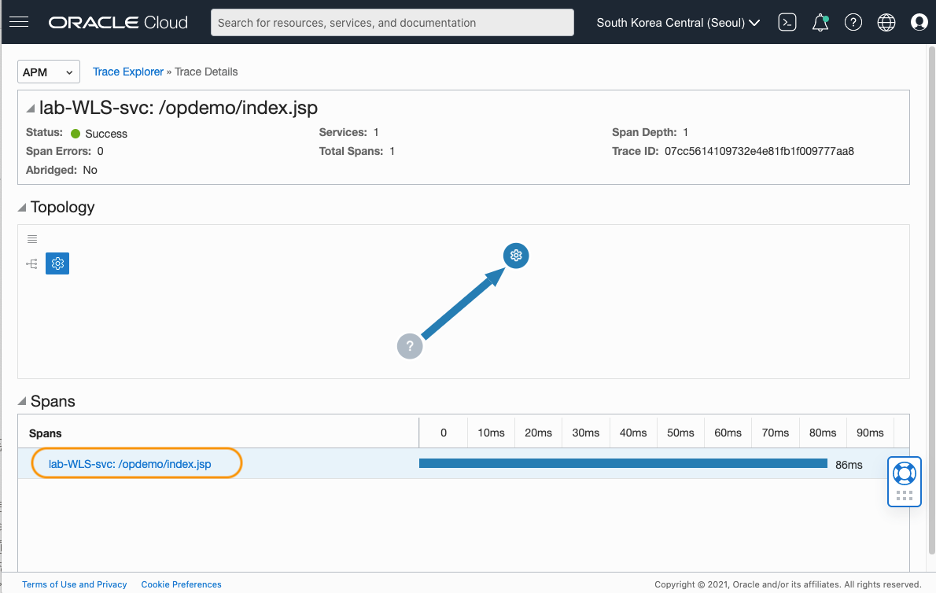 ORACLE Cloud
Search for resources, services, and documentation
South Korea Central (Seoul)
APM
Trace Explorer » Trace Details
lab-WLS-svc: /opdemo/index.jsp
Status: Success
Services: 1
Span Depth: 1
Span Errors: 0
Total Spans: 1
Trace ID: 07cc5614109732e4e81fb1f009777aa8
Abridged: No
Topology
?
Spans
Spans
0 10ms 20ms 30ms 40ms 50ms 60ms 70ms 80ms 90ms
lab-WLS-svc: /opdemo/index.jsp
86ms
Terms of Use and Privacy
Cookie Preferences
Copyright © 2021, Oracle and/or its affiliates. All rights reserved.